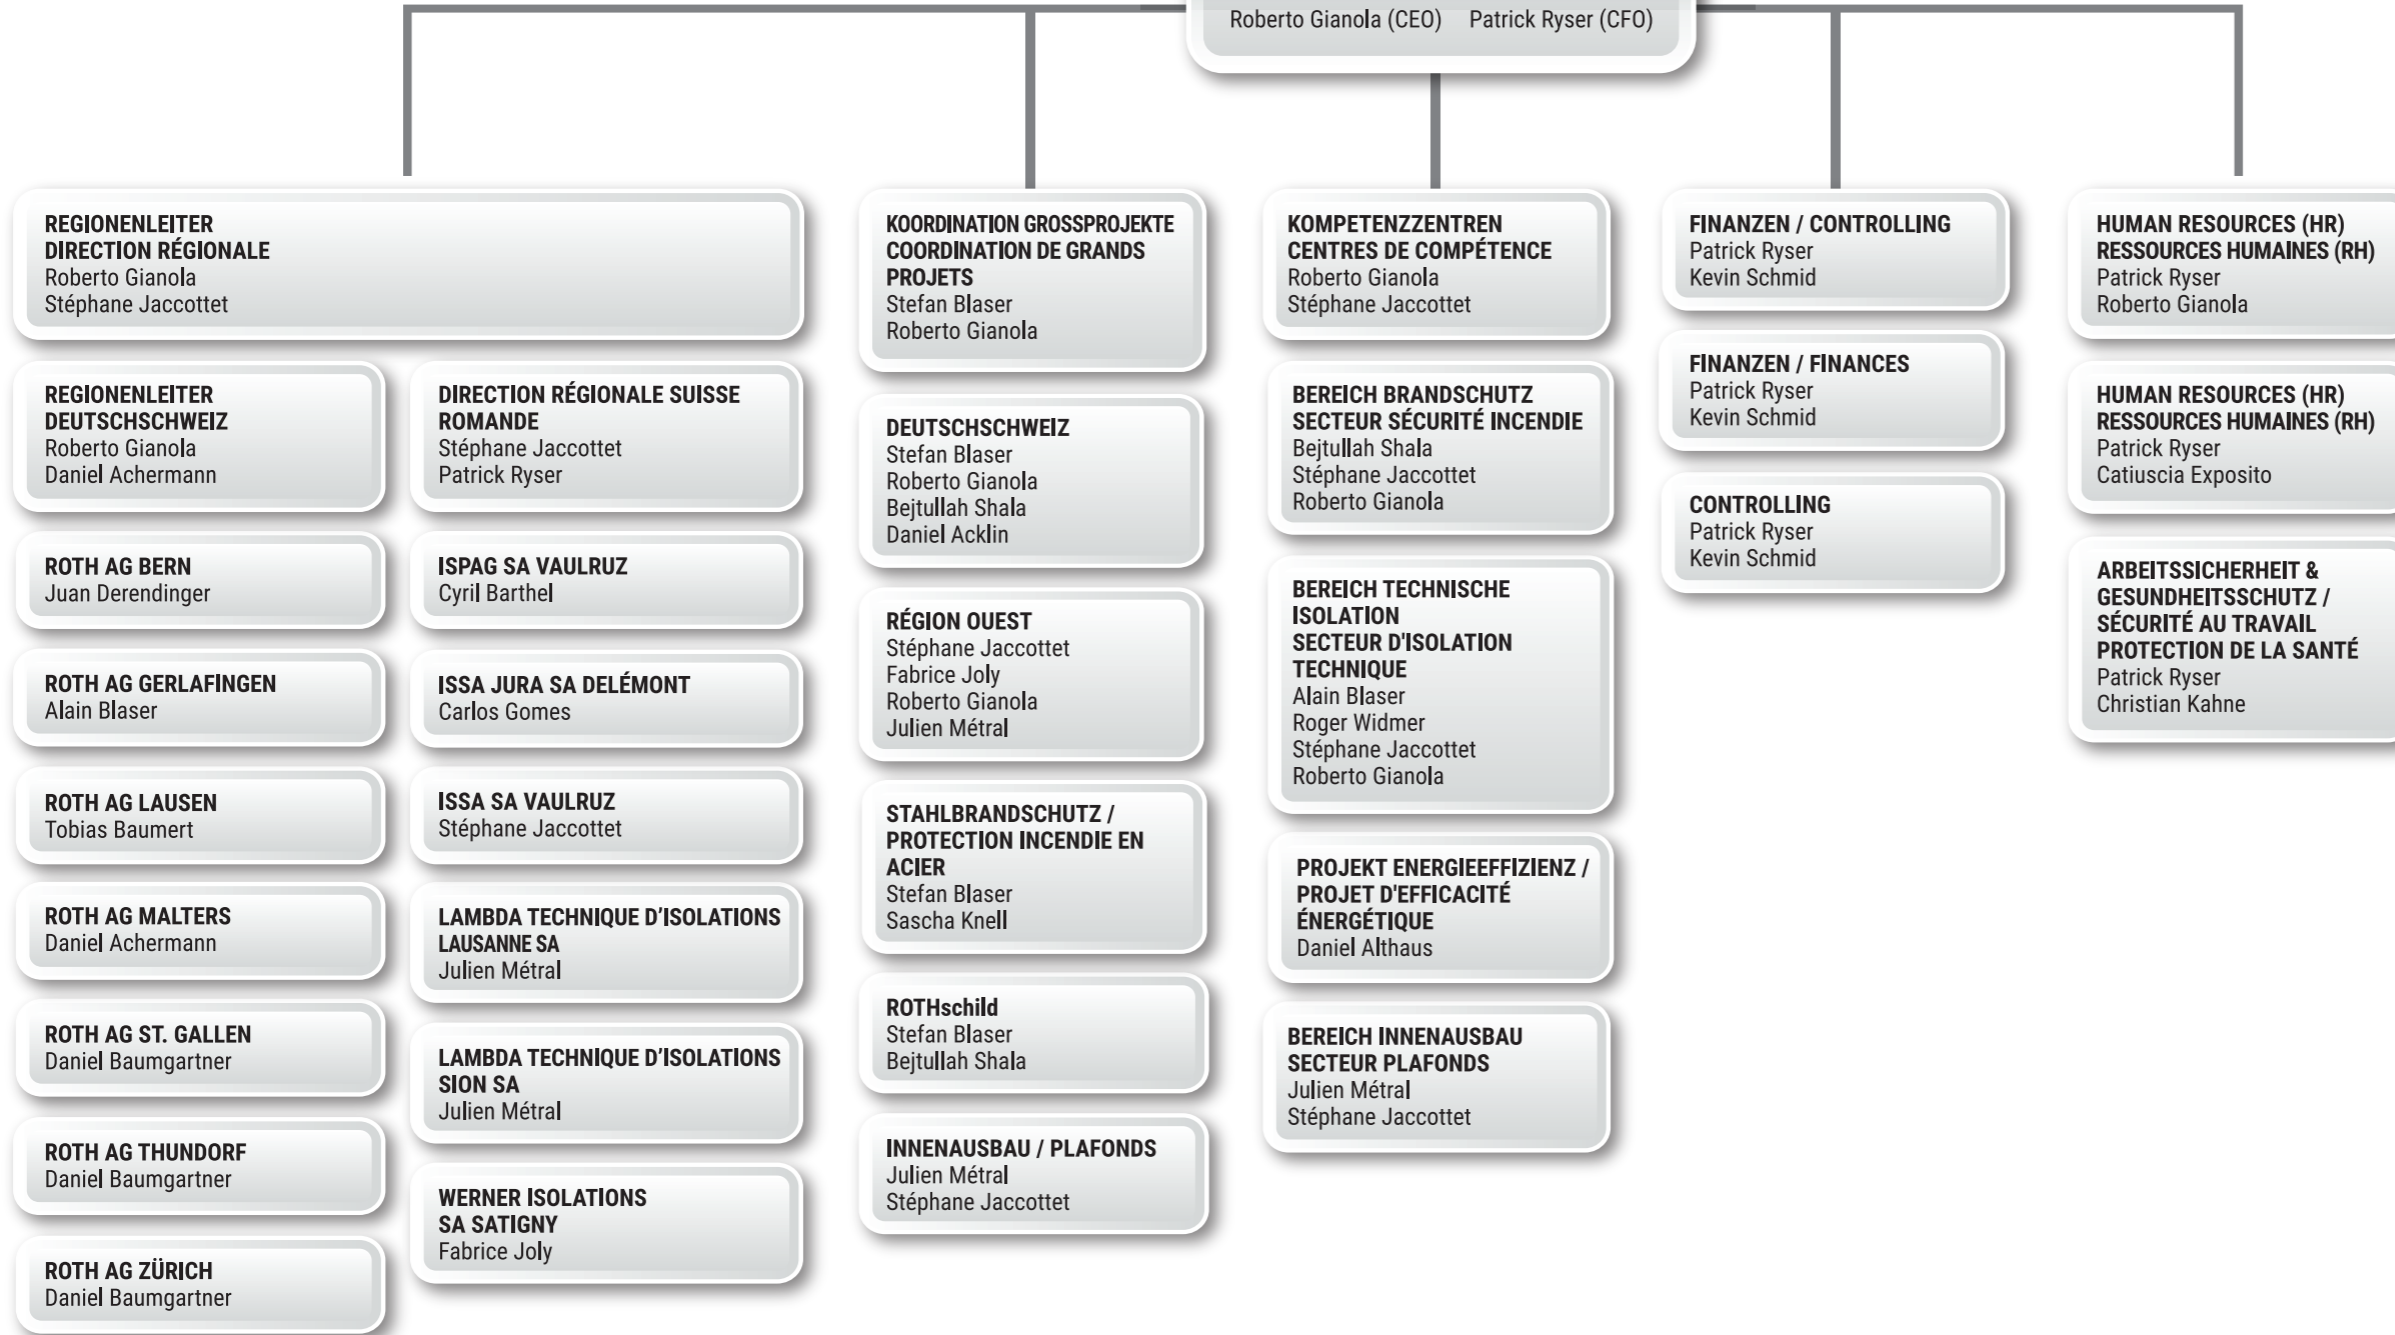 Roberto Gianola (CEO) Patrick Ryser (CFO)
REGIONENLEITER
DIRECTION RÉGIONALE
Roberto Gianola
Stéphane Jaccottet
REGIONENLEITER
DEUTSCHSCHWEIZ
Roberto Gianola
Daniel Achermann
ROTH AG BERN
Juan Derendinger
ROTH AG GERLAFINGEN
Alain Blaser
ROTH AG LAUSEN
Tobias Baumert
ROTH AG MALTERS
Daniel Achermann
ROTH AG ST. GALLEN
Daniel Baumgartner
ROTH AG THUNDORF
Daniel Baumgartner
ROTH AG ZÜRICH
Daniel Baumgartner
DIRECTION RÉGIONALE SUISSE
ROMANDE
Stéphane Jaccottet
Patrick Ryser
ISPAG SA VAULRUZ
Cyril Barthel
ISSA JURA SA DELÉMONT
Carlos Gomes
ISSA SA VAULRUZ
Stéphane Jaccottet
LAMBDA TECHNIQUE D'ISOLATIONS
LAUSANNE SA
Julien Métral
LAMBDA TECHNIQUE D'ISOLATIONS
SION SA
Julien Métral
WERNER ISOLATIONS
SA SATIGNY
Fabrice Joly
KOORDINATION GROSSPROJEKTE
COORDINATION DE GRANDS
PROJETS
Stefan Blaser
Roberto Gianola
DEUTSCHSCHWEIZ
Stefan Blaser
Roberto Gianola
Bejtullah Shala
Daniel Acklin
RÉGION OUEST
Stéphane Jaccottet
Fabrice Joly
Roberto Gianola
Julien Métral
STAHLBRANDSCHUTZ /
PROTECTION INCENDIE EN
ACIER
Stefan Blaser
Sascha Knell
ROTHschild
Stefan Blaser
Bejtullah Shala
INNENAUSBAU / PLAFONDS
Julien Métral
Stéphane Jaccottet
KOMPETENZZENTREN
CENTRES DE COMPÉTENCE
Roberto Gianola
Stéphane Jaccottet
BEREICH BRANDSCHUTZ
SECTEUR SÉCURITÉ INCENDIE
Bejtullah Shala
Stéphane Jaccottet
Roberto Gianola
BEREICH TECHNISCHE
ISOLATION
SECTEUR D'ISOLATION
TECHNIQUE
Alain Blaser
Roger Widmer
Stéphane Jaccottet
Roberto Gianola
PROJEKT ENERGIEEFFIZIENZ /
PROJET D'EFFICACITÉ
ÉNERGÉTIQUE
Daniel Althaus
BEREICH INNENAUSBAU
SECTEUR PLAFONDS
Julien Métral
Stéphane Jaccottet
FINANZEN / CONTROLLING
Patrick Ryser
Kevin Schmid
FINANZEN / FINANCES
Patrick Ryser
Kevin Schmid
CONTROLLING
Patrick Ryser
Kevin Schmid
HUMAN RESOURCES (HR)
RESSOURCES HUMAINES (RH)
Patrick Ryser
Roberto Gianola
HUMAN RESOURCES (HR)
RESSOURCES HUMAINES (RH)
Patrick Ryser
Catiuscia Exposito
ARBEITSSICHERHEIT &
GESUNDHEITSSCHUTZ /
SÉCURITÉ AU TRAVAIL
PROTECTION DE LA SANTÉ
Patrick Ryser
Christian Kahne